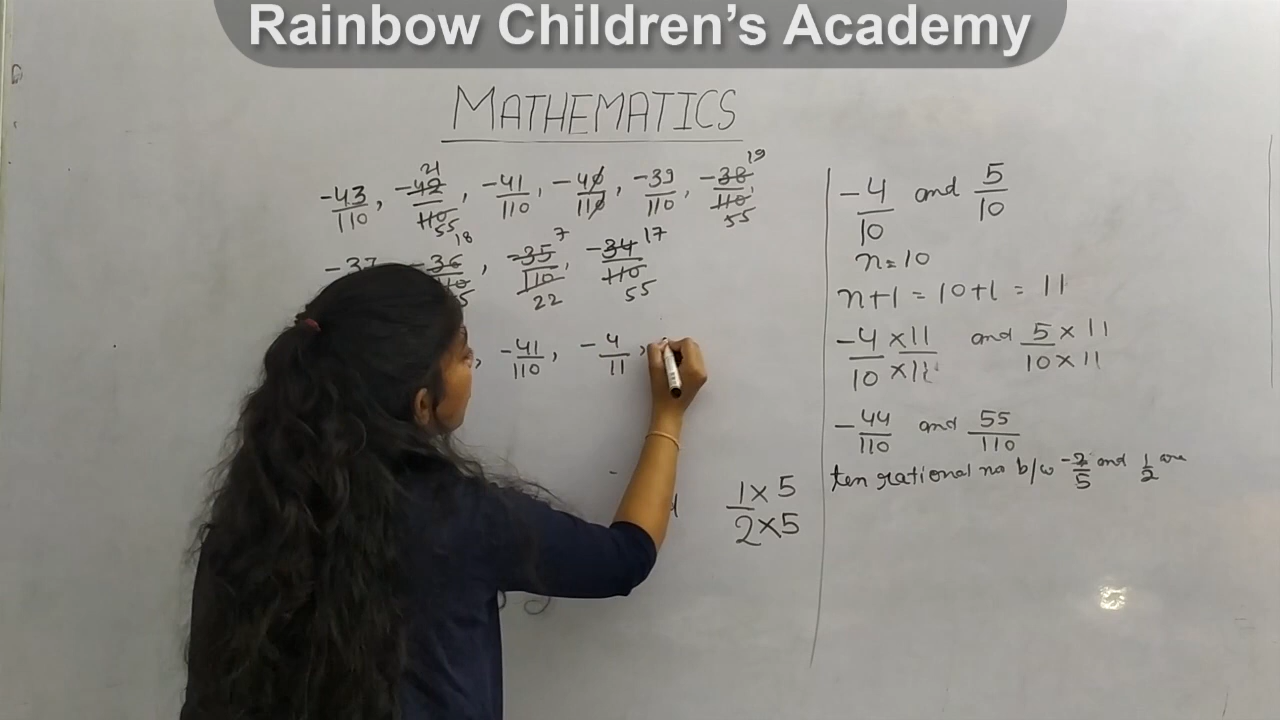 Rainbow Children's Academy
MATHEMATICS
-43/110, -42/110 21 55, -41/110, -40/110, -39/110, -38/110 19 55,
-37 -36/110 18 5, -35/110 7 22, -34/110 17 55
, -41/110, -4/11,
1×5/2×5
-4/10 and 5/10
n=10
n+1 = 10+1 = 11
-4×11/10×11 and 5×11/10×11
-44/110 and 55/110
ten rational no b/w -2/5 and 1/2 are